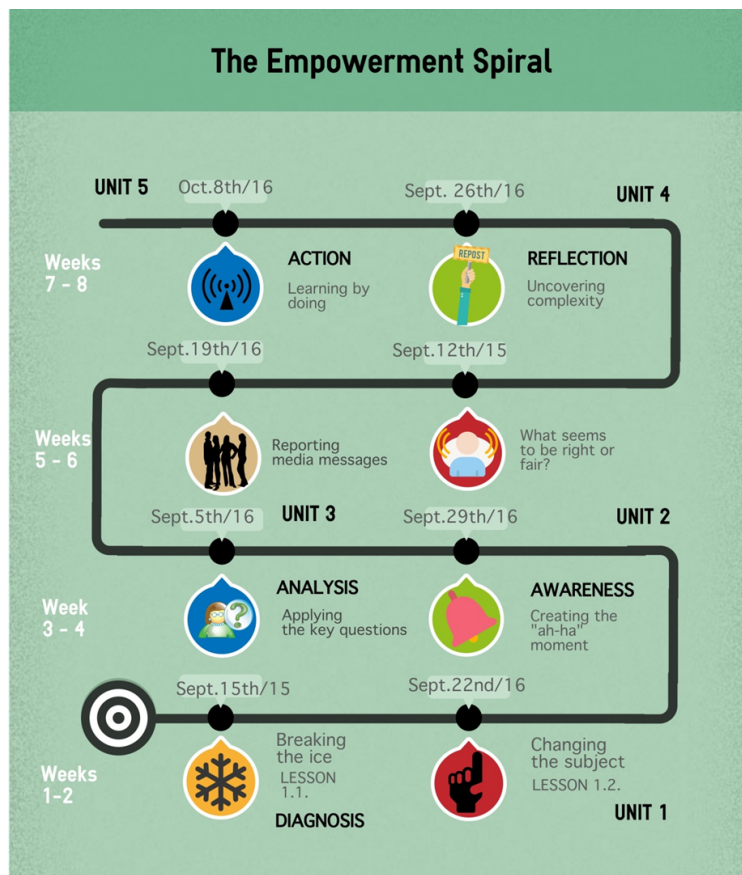 The Empowerment Spiral
UNIT 5
Oct.8th/16
Sept. 26th/16
UNIT 4
Weeks
7 - 8
ACTION
Learning by
doing
REPOST
REFLECTION
Uncovering
complexity
Sept.19th/16
Sept.12th/15
Weeks
5 - 6
Reporting
media messages
What seems
to be right or
fair?
Sept.5th/16
UNIT 3
Sept.29th/16
UNIT 2
Week
3 - 4
ANALYSIS
Applying
the key questions
?
AWARENESS
Creating the
"ah-ha"
moment
Sept.15th/15
Sept.22nd/16
Weeks
1-2
Breaking
the ice
LESSON
1.1.
DIAGNOSIS
Changing
the subject
LESSON 1.2.
UNIT 1